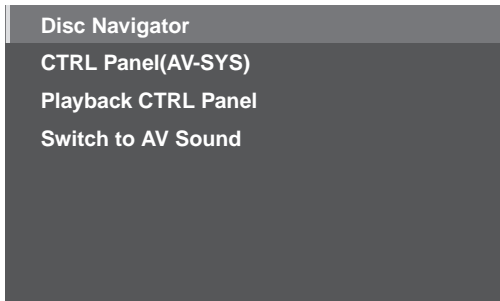 Disc Navigator
CTRL Panel(AV-SYS)
Playback CTRL Panel
Switch to AV Sound